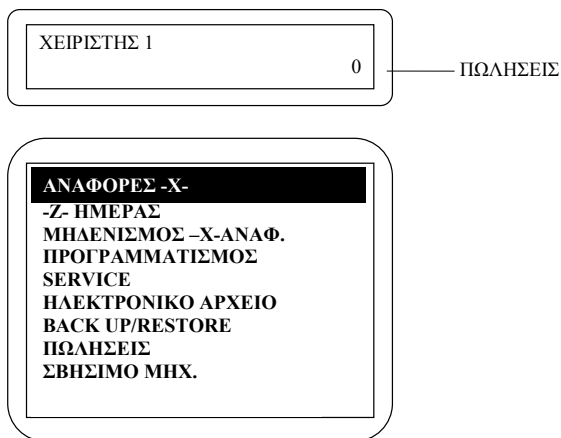 ΧΕΙΡΙΣΤΗΣ 1
0
ΠΩΛΗΣΕΙΣ
ΑΝΑΦΟΡΕΣ -Χ-
-Ζ- ΗΜΕΡΑΣ
ΜΗΔΕΝΙΣΜΟΣ –Χ-ΑΝΑΦ.
ΠΡΟΓΡΑΜΜΑΤΙΣΜΟΣ
SERVICE
ΗΛΕΚΤΡΟΝΙΚΟ ΑΡΧΕΙΟ
BACK UP/RESTORE
ΠΩΛΗΣΕΙΣ
ΣΒΗΣΙΜΟ ΜΗΧ.